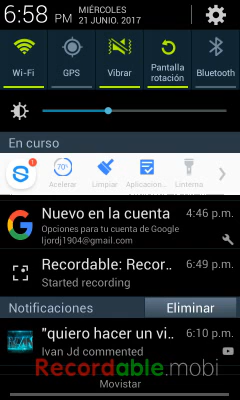 6:58 PM MIÉRCOLES
21 JUNIO. 2017
Wi-Fi GPS Vibrar Pantalla rotación Bluetooth
En curso
1
70%
Acelerar Limpiar Aplicacion... Linterna
Nuevo en la cuenta 4:46 p.m.
Opciones para tu cuenta de Google
ljordj1904@gmail.com
Recordable: Recor.. 6:49 p.m.
Started recording
Notificaciones Eliminar
"quiero hacer un vi.. 6:10 p.m.
Ivan Jd commented
Recordable.mobi
Movistar